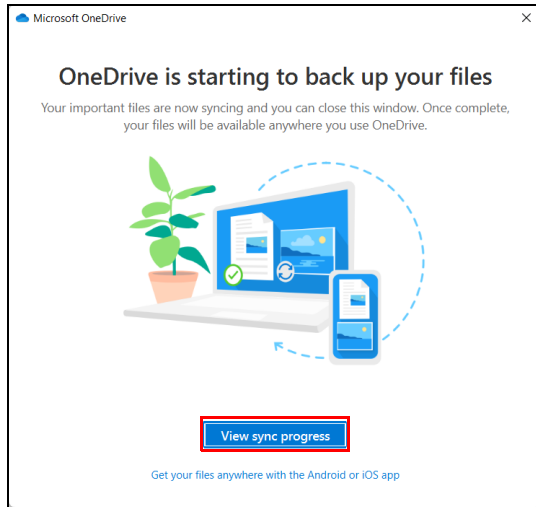 Microsoft OneDrive
OneDrive is starting to back up your files
Your important files are now syncing and you can close this window. Once complete,
your files will be available anywhere you use OneDrive.
View sync progress
Get your files anywhere with the Android or iOS app